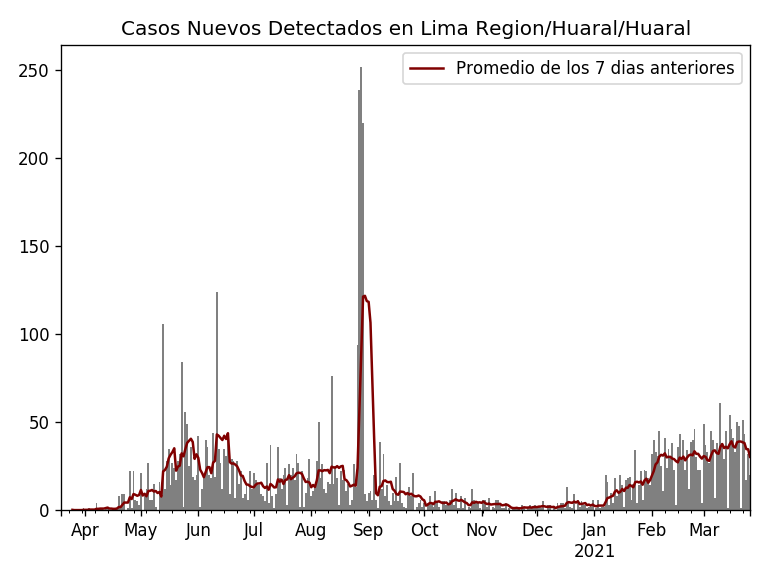 Casos Nuevos Detectados en Lima Region/Huaral/Huaral
Promedio de los 7 dias anteriores
250
200
150
100
50
0
Apr May Jun Jul Aug Sep Oct Nov Dec Jan Feb Mar
2021